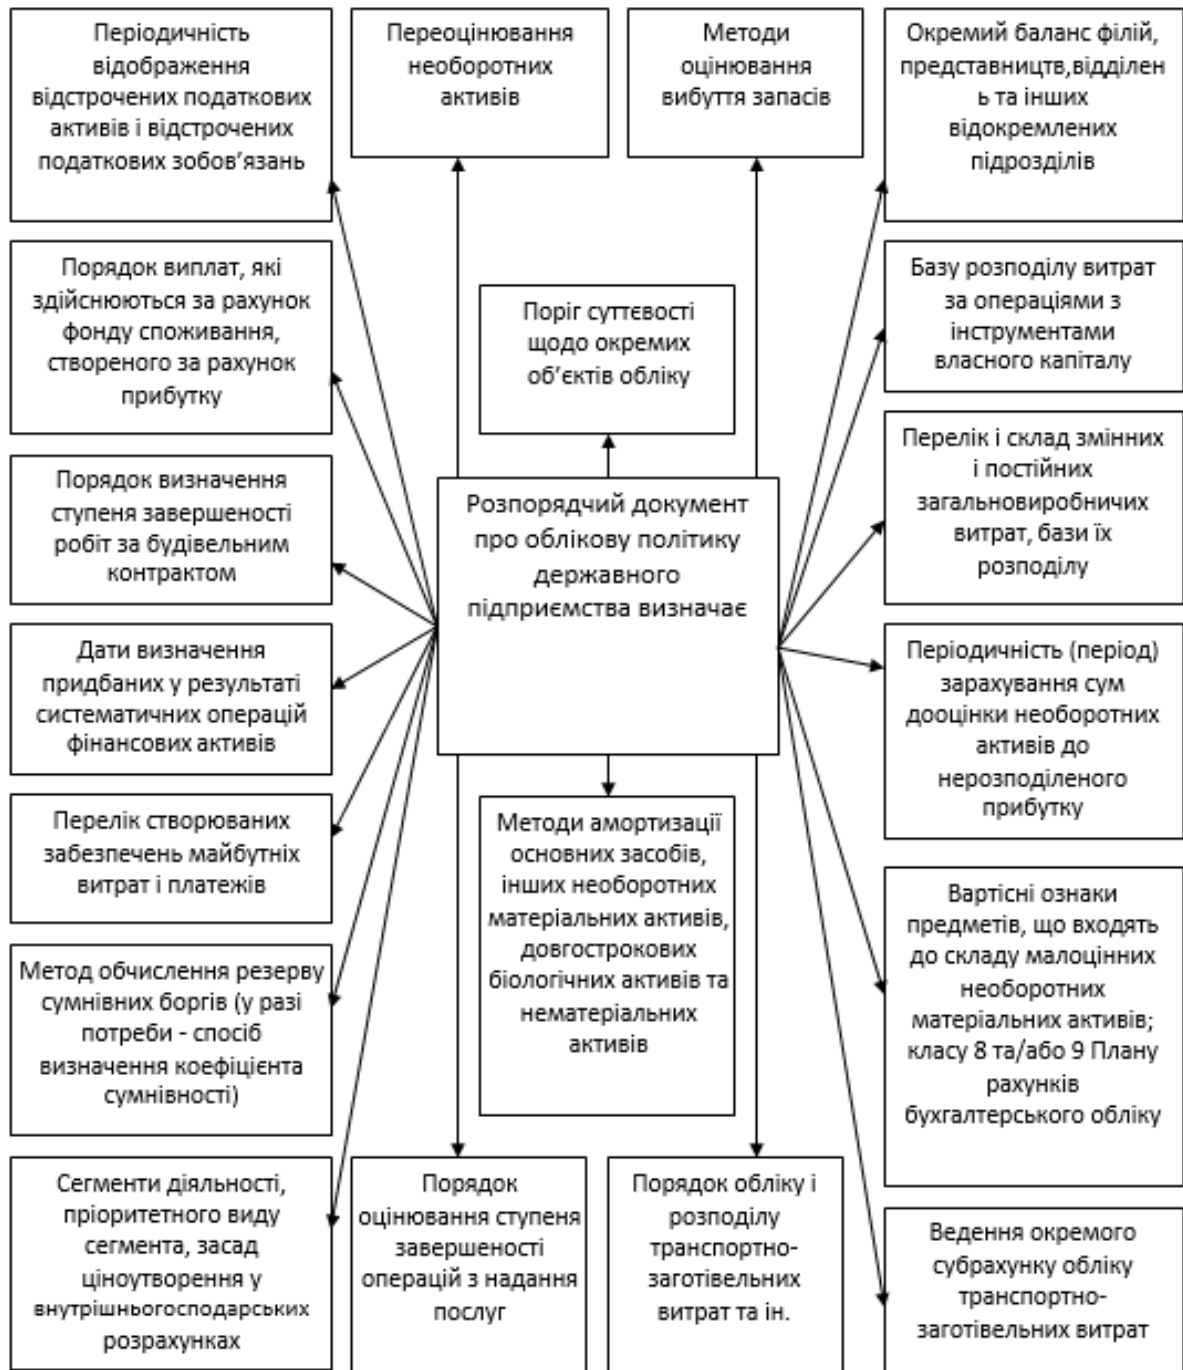 Періодичність
відображення
відстрочених податкових
активів і відстрочених
податкових зобов’язань
Переоцінювання
необоротних
активів
Методи
оцінювання
вибуття запасів
Окремий баланс філій,
представництв,відділен
ь та інших
відокремлених
підрозділів
Порядок виплат, які
здійснюються за рахунок
фонду споживання,
створеного за рахунок
прибутку
Поріг суттєвості
щодо окремих
об’єктів обліку
Базу розподілу витрат
за операціями з
інструментами
власного капіталу
Порядок визначення
ступеня завершеності
робіт за будівельним
контрактом
Розпорядчий документ
про облікову політику
державного
підприємства визначає
Перелік і склад змінних
і постійних
загальновиробничих
витрат, бази їх
розподілу
Дати визначення
придбаних у результаті
систематичних операцій
фінансових активів
Періодичність (період)
зарахування сум
дооцінки необоротних
активів до
нерозподіленого
прибутку
Перелік створюваних
забезпечень майбутніх
витрат і платежів
Методи амортизації
основних засобів,
інших необоротних
матеріальних активів,
довгострокових
біологічних активів та
нематеріальних
активів
Вартісні ознаки
предметів, що входять
до складу малоцінних
необоротних
матеріальних активів;
класу 8 та/або 9 Плану
рахунків
бухгалтерського обліку
Метод обчислення резерву
сумнівних боргів (у разі
потреби - спосіб
визначення коефіцієнта
сумнівності)
Сегменти діяльності,
пріоритетного виду
сегмента, засад
ціноутворення у
внутрішньогосподарських
розрахунках
Порядок
оцінювання ступеня
завершеності
операцій з надання
послуг
Порядок обліку і
розподілу
транспортно-
заготівельних
витрат та ін.
Ведення окремого
субрахунку обліку
транспортно-
заготівельних витрат